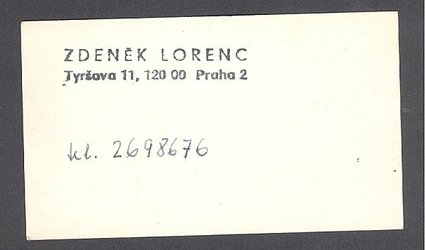 ZDENĚK LORENC
Tyršova 11, 120 00 Praha 2
tel. 2698676